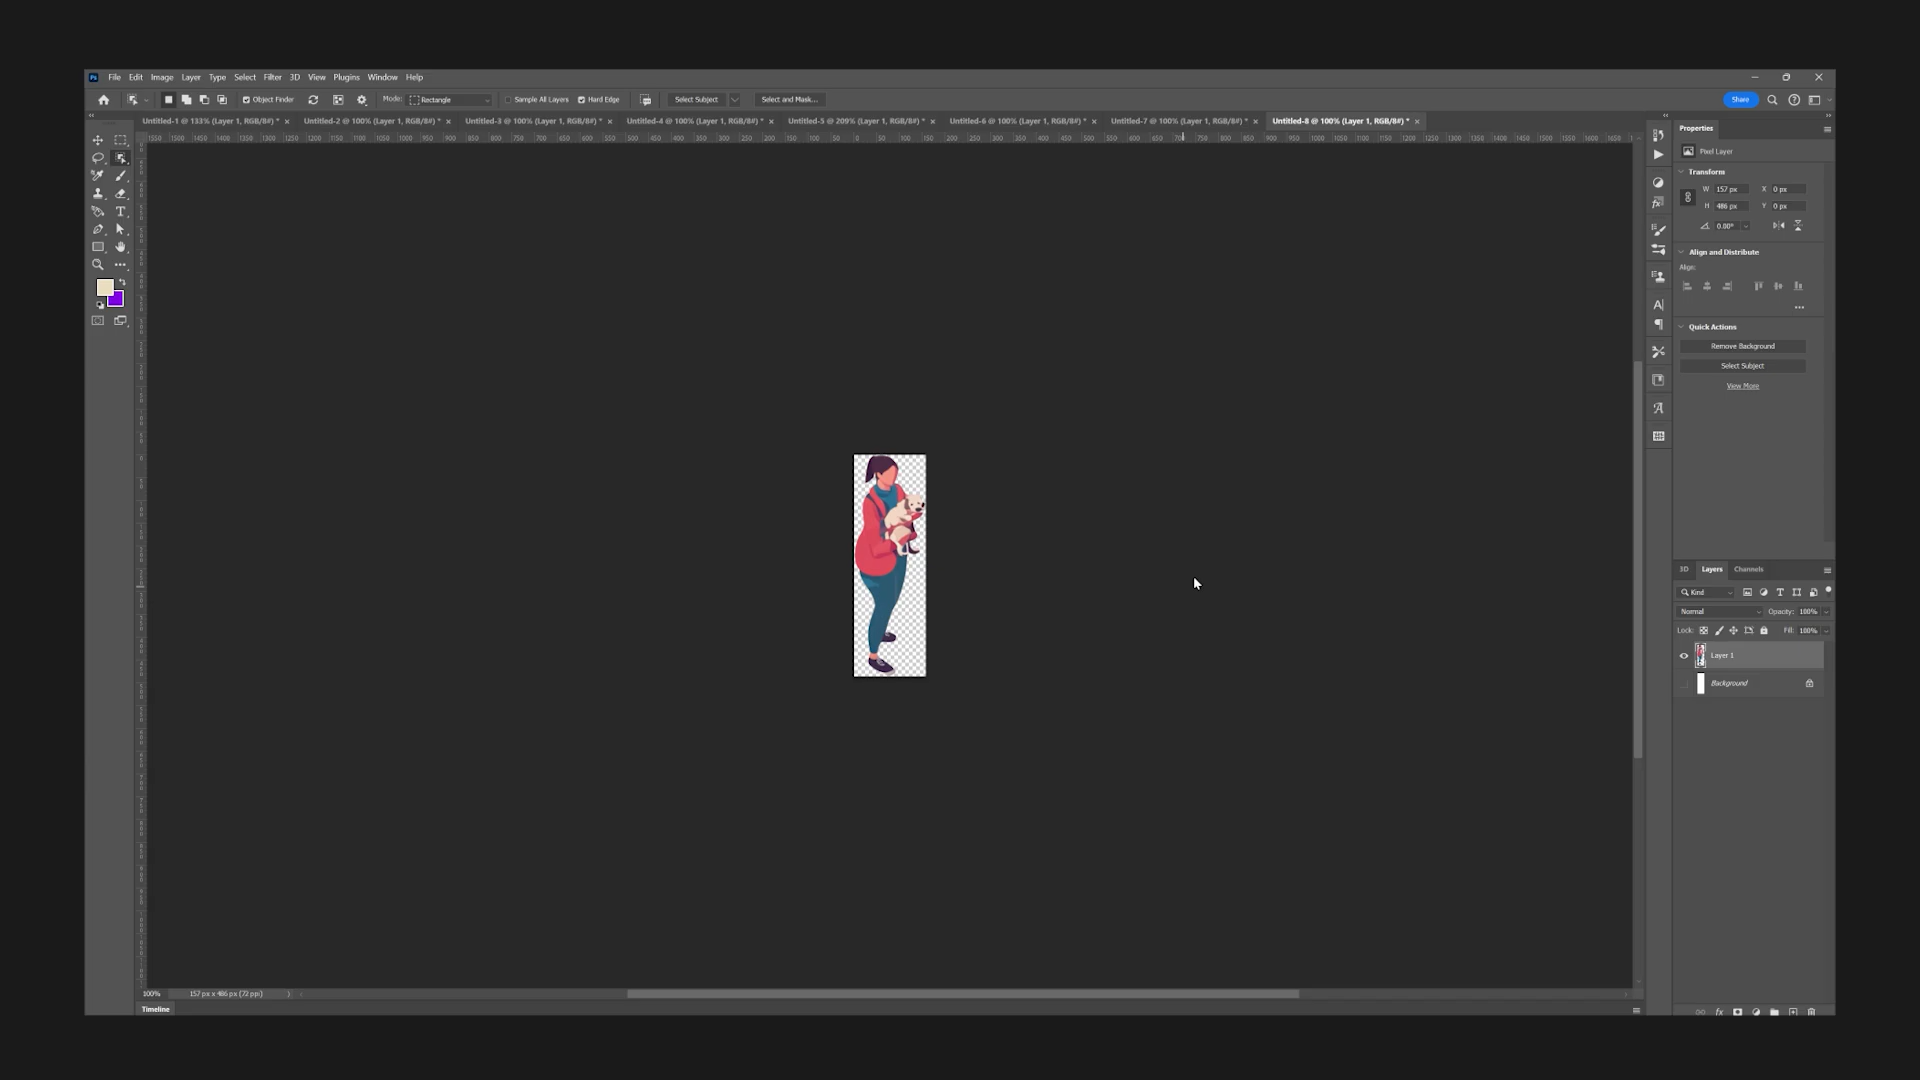 Ps File Edit Image Layer Type Select Filter 3D View Plugins Window Help
Object Finder Mode: Rectangle Sample All Layers Hard Edge Select Subject Select and Mask... Share
Untitled-1 @ 133% (Layer 1, RGB/8#) * Untitled-2 @ 100% (Layer 1, RGB/8#) * Untitled-3 @ 100% (Layer 1, RGB/8#) * Untitled-4 @ 100% (Layer 1, RGB/8#) * Untitled-5 @ 209% (Layer 1, RGB/8#) * Untitled-6 @ 100% (Layer 1, RGB/8#) * Untitled-7 @ 100% (Layer 1, RGB/8#) * Untitled-8 @ 100% (Layer 1, RGB/8#) *
Properties
Pixel Layer
Transform
W 157 px X 0 px
H 486 px Y 0 px
0.00°
Align and Distribute
Align:
Quick Actions
Remove Background
Select Subject
View More
3D Layers Channels
Kind
Normal Opacity: 100%
Lock: Fill: 100%
Layer 1
Background
100% 157 px x 486 px (72 ppi)
Timeline